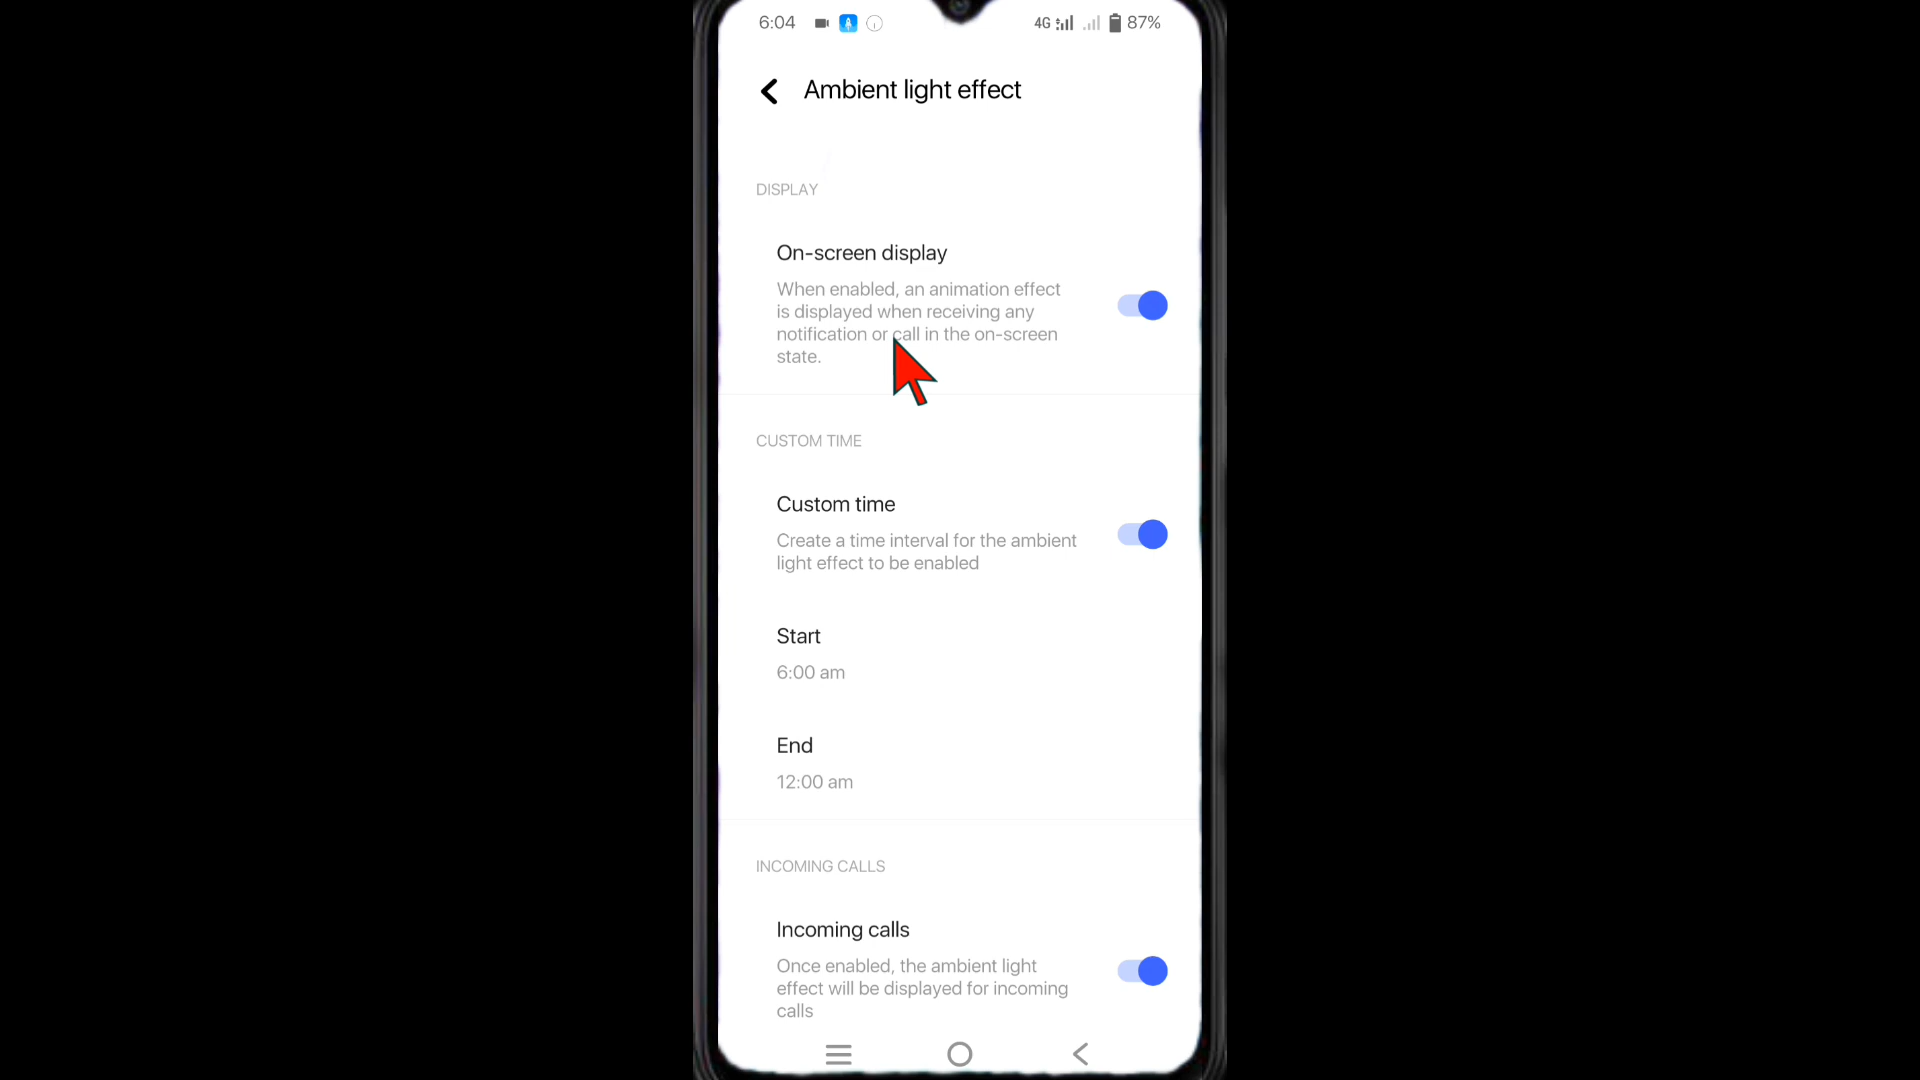 6:04 4G 87%
Ambient light effect
DISPLAY
On-screen display
When enabled, an animation effect
is displayed when receiving any
notification or call in the on-screen
state.
CUSTOM TIME
Custom time
Create a time interval for the ambient
light effect to be enabled
Start
6:00 am
End
12:00 am
INCOMING CALLS
Incoming calls
Once enabled, the ambient light
effect will be displayed for incoming
calls